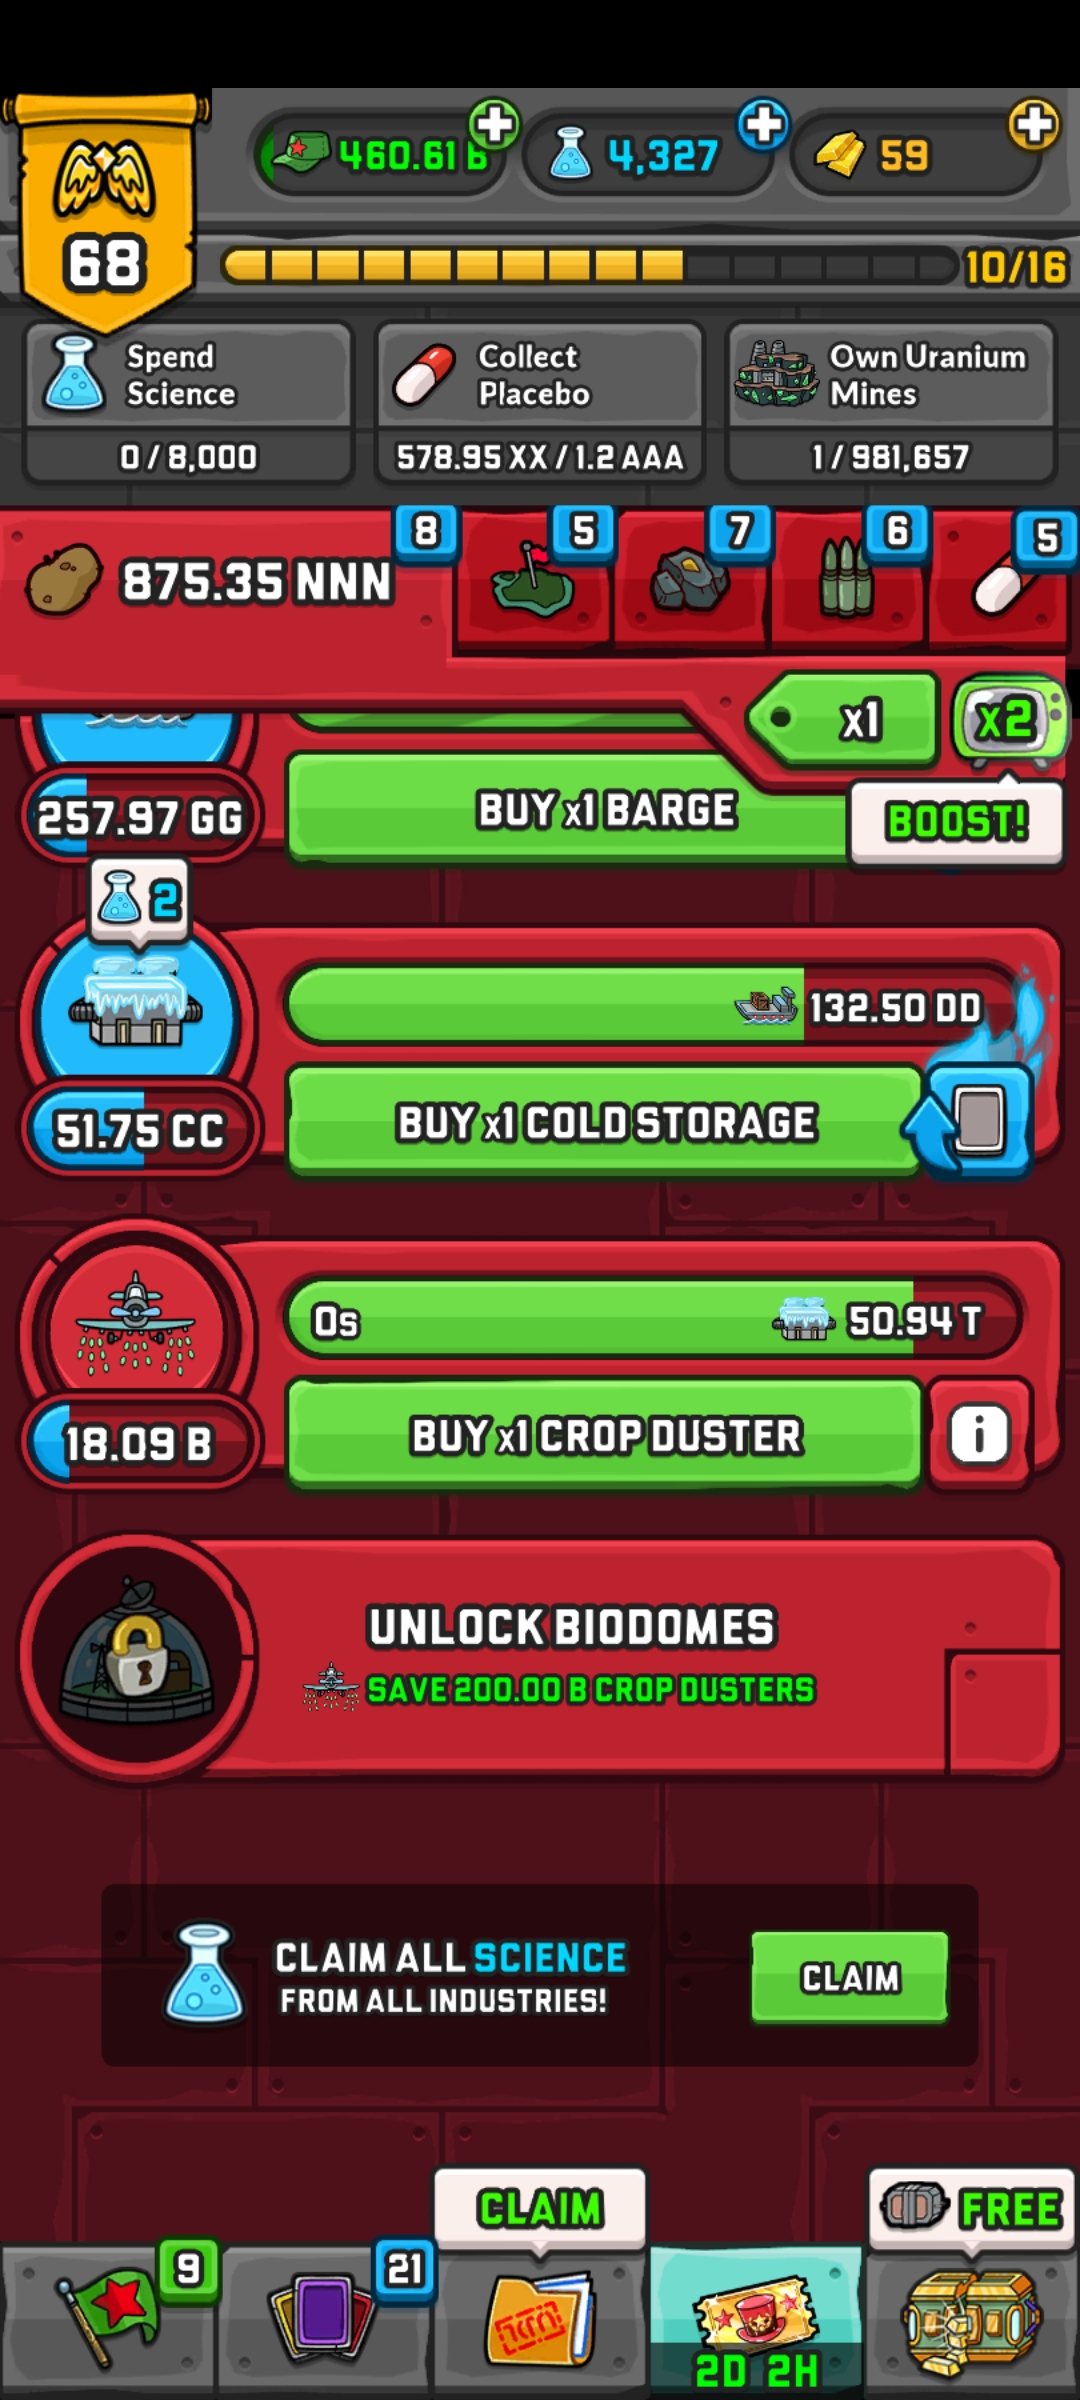 460.61 B
4,327
59
68
10/16
Spend
Science
0 / 8,000
Collect
Placebo
578.95 XX / 1.2 AAA
Own Uranium
Mines
1 / 981,657
875.35 NNN
8
5
7
6
5
x1
x2
BOOST!
257.97 GG
BUY x1 BARGE
2
132.50 DD
51.75 CC
BUY x1 COLD STORAGE
0s
50.94 T
18.09 B
BUY x1 CROP DUSTER
i
UNLOCK BIODOMES
SAVE 200.00 B CROP DUSTERS
CLAIM ALL SCIENCE
FROM ALL INDUSTRIES!
CLAIM
CLAIM
FREE
9
21
2D 2H